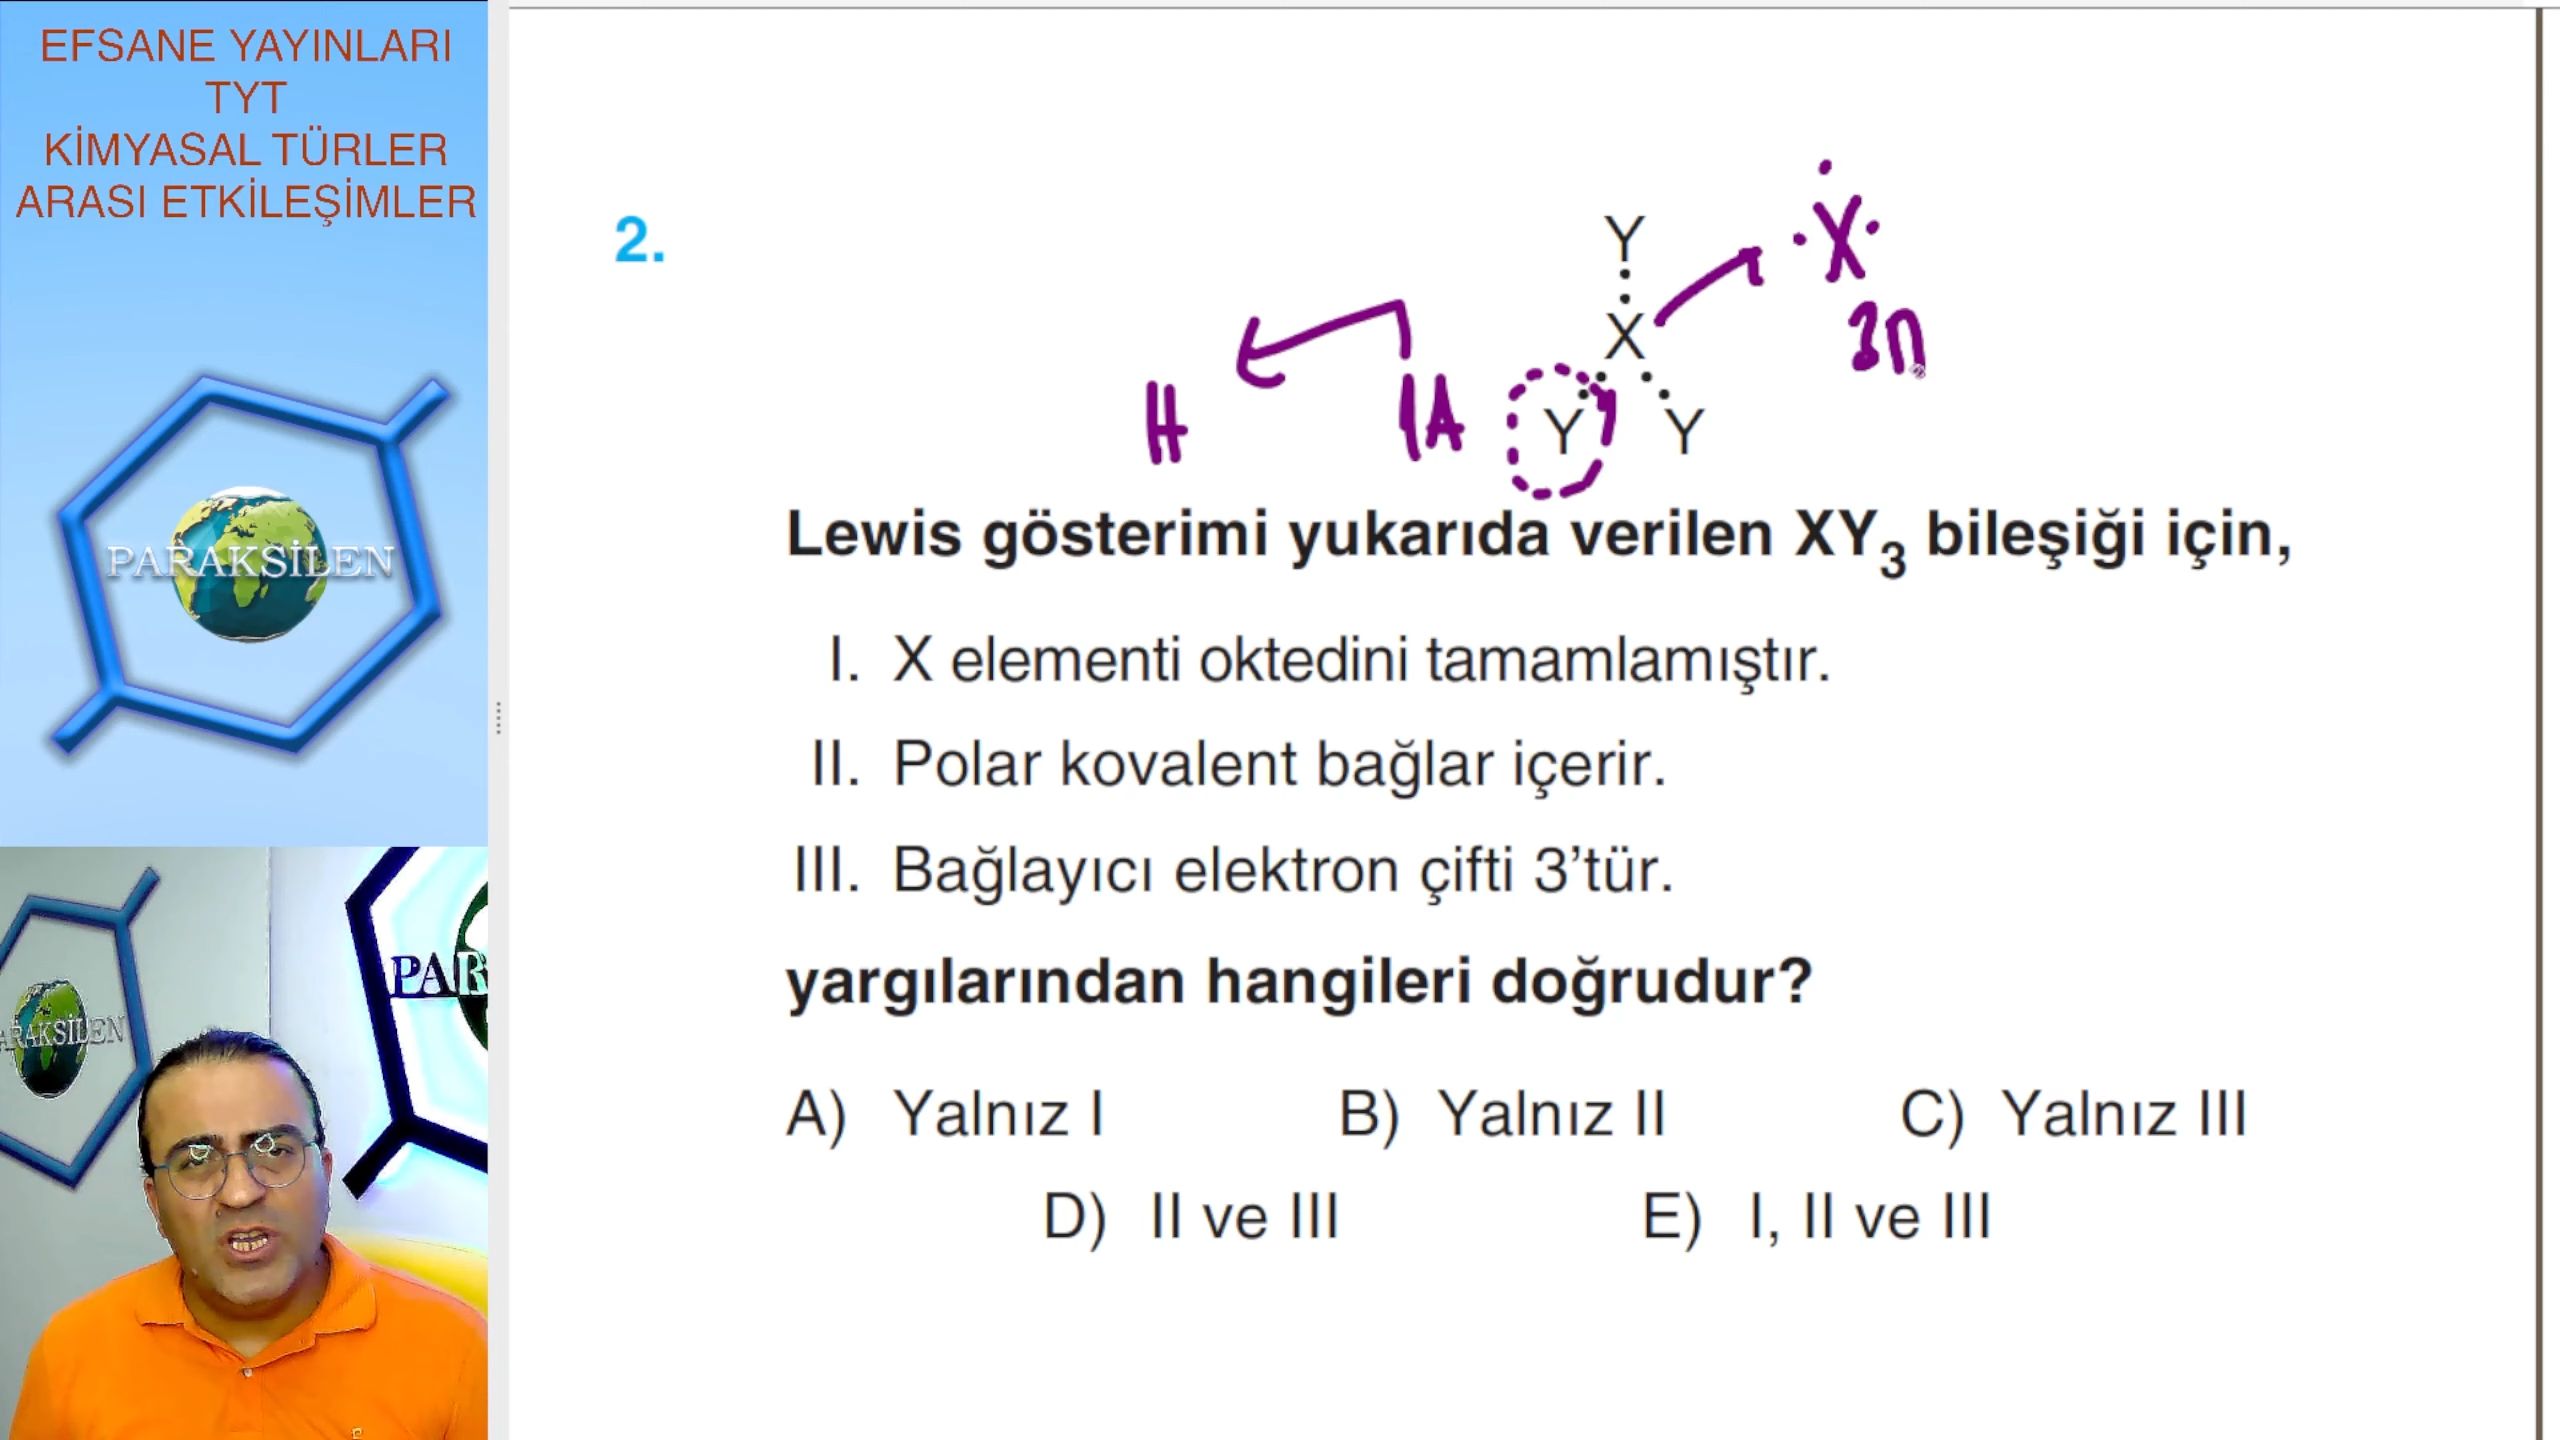 EFSANE YAYINLARI
TYT
KİMYASAL TÜRLER
ARASI ETKİLEŞİMLER
PARAKSİLEN
ARAKSİLEN
PAR
2.
Y
X
Y Y
H
1A
X
3A
Lewis gösterimi yukarıda verilen XY₃ bileşiği için,
I. X elementi oktedini tamamlamıştır.
II. Polar kovalent bağlar içerir.
III. Bağlayıcı elektron çifti 3’tür.
yargılarından hangileri doğrudur?
A) Yalnız I B) Yalnız II C) Yalnız III
D) II ve III E) I, II ve III